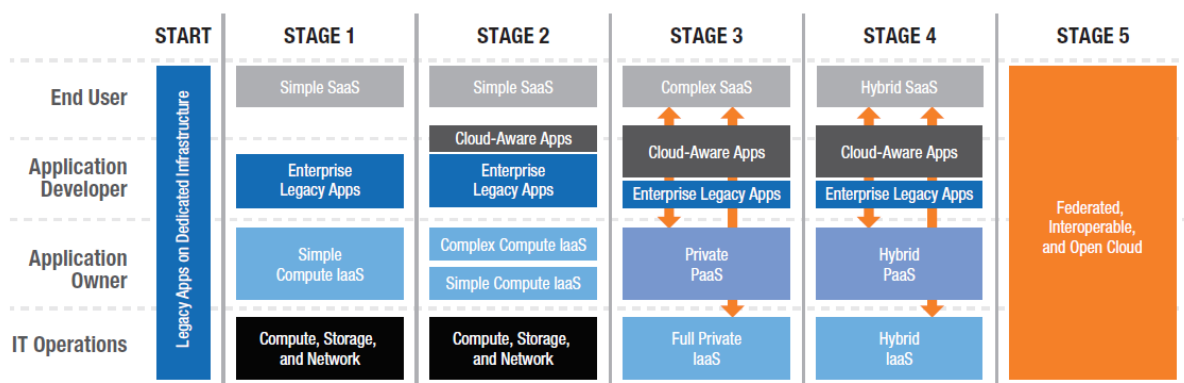 START
STAGE 1
STAGE 2
STAGE 3
STAGE 4
STAGE 5
End User
Application
Developer
Application
Owner
IT Operations
Legacy Apps on Dedicated Infrastructure
Simple SaaS
Enterprise
Legacy Apps
Simple
Compute IaaS
Compute, Storage,
and Network
Simple SaaS
Cloud-Aware Apps
Enterprise
Legacy Apps
Complex Compute IaaS
Simple Compute IaaS
Compute, Storage,
and Network
Complex SaaS
Cloud-Aware Apps
Enterprise Legacy Apps
Private
PaaS
Full Private
IaaS
Hybrid SaaS
Cloud-Aware Apps
Enterprise Legacy Apps
Hybrid
PaaS
Hybrid
IaaS
Federated,
Interoperable,
and Open Cloud